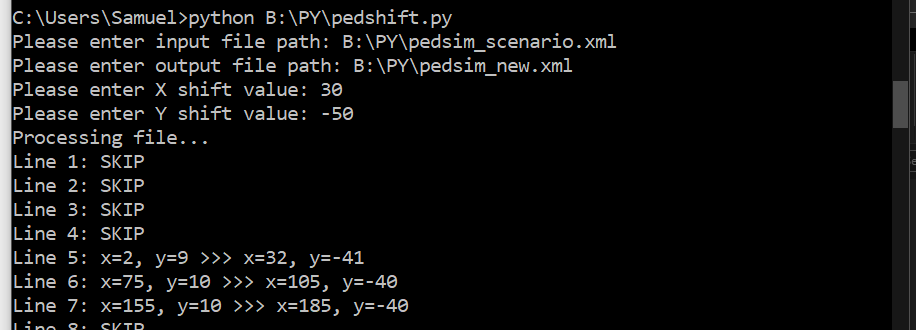 C:\Users\Samuel>python B:\PY\pedshift.py
Please enter input file path: B:\PY\pedsim_scenario.xml
Please enter output file path: B:\PY\pedsim_new.xml
Please enter X shift value: 30
Please enter Y shift value: -50
Processing file...
Line 1: SKIP
Line 2: SKIP
Line 3: SKIP
Line 4: SKIP
Line 5: x=2, y=9 >>> x=32, y=-41
Line 6: x=75, y=10 >>> x=105, y=-40
Line 7: x=155, y=10 >>> x=185, y=-40
Line 8: SKIP